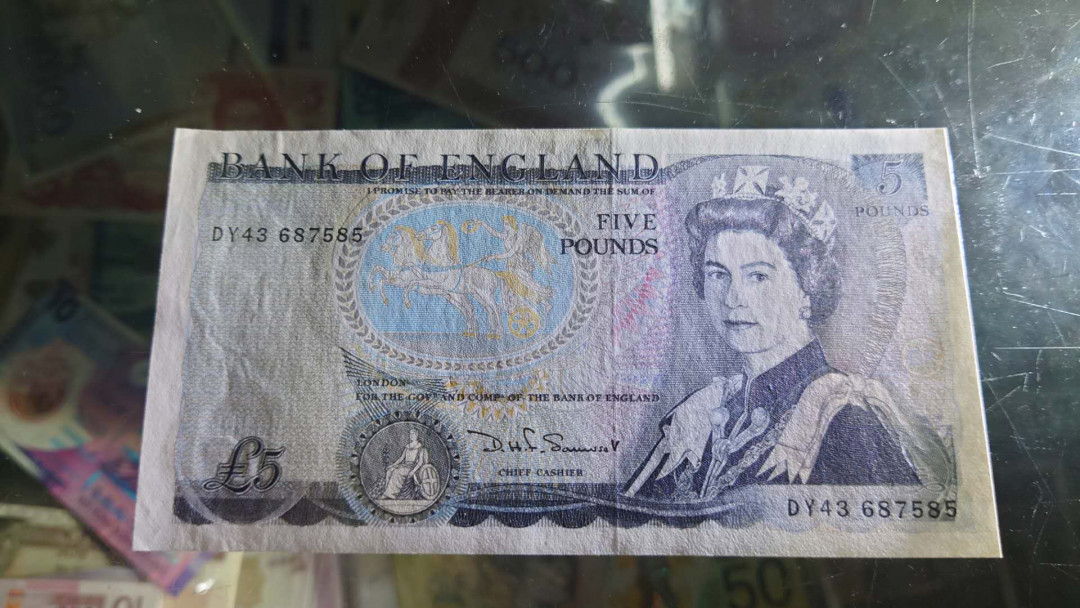 BANK OF ENGLAND
I PROMISE TO PAY THE BEARER ON DEMAND THE SUM OF
5
POUNDS
FIVE
POUNDS
DY43 687585
LONDON
FOR THE GOVR AND COMPA OF THE BANK OF ENGLAND
£5
CHIEF CASHIER
DY43 687585
50